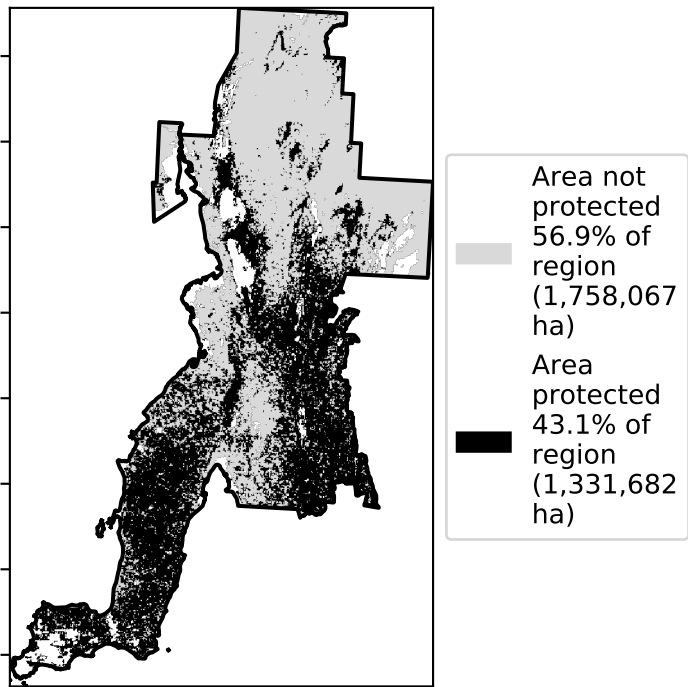 Area not
protected
56.9% of
region
(1,758,067
ha)
Area
protected
43.1% of
region
(1,331,682
ha)